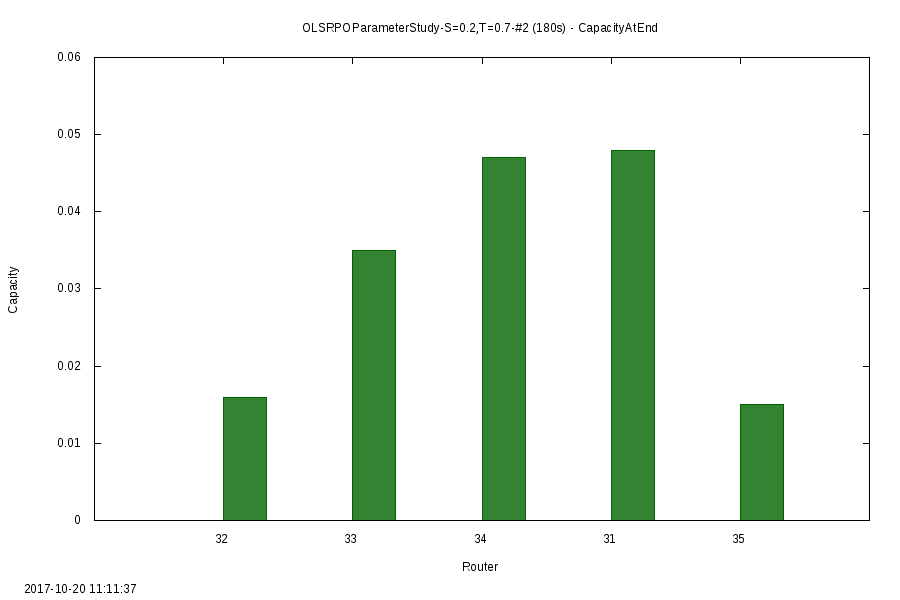 OLSRPOParameterStudy-S=0.2,T=0.7-#2 (180s) - CapacityAtEnd
0.06
0.05
0.04
0.03
0.02
0.01
0
Capacity
32 33 34 31 35
Router
2017-10-20 11:11:37